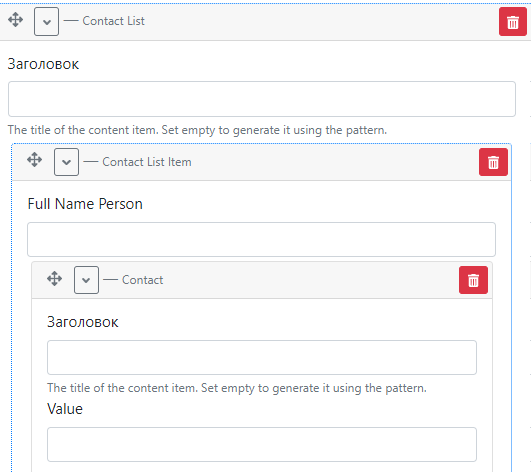 — Contact List
Заголовок
The title of the content item. Set empty to generate it using the pattern.
— Contact List Item
Full Name Person
— Contact
Заголовок
The title of the content item. Set empty to generate it using the pattern.
Value